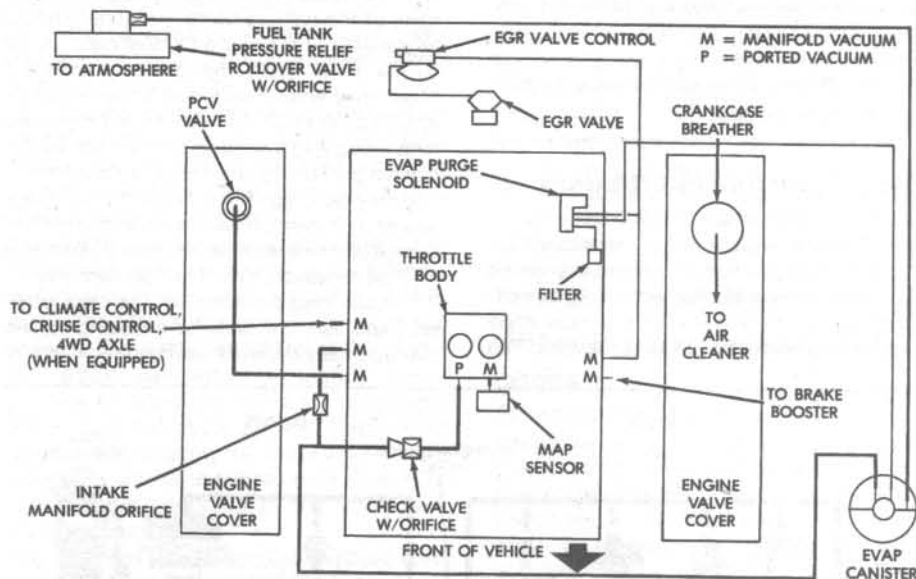 FUEL TANK
PRESSURE RELIEF
ROLLOVER VALVE
W/ORIFICE
TO ATMOSPHERE
EGR VALVE CONTROL
M = MANIFOLD VACUUM
P = PORTED VACUUM
PCV
VALVE
EGR VALVE
CRANKCASE
BREATHER
EVAP PURGE
SOLENOID
THROTTLE
BODY
FILTER
TO CLIMATE CONTROL,
CRUISE CONTROL,
4WD AXLE
(WHEN EQUIPPED)
M
M
M
P
M
M
M
TO
AIR
CLEANER
TO BRAKE
BOOSTER
MAP
SENSOR
INTAKE
MANIFOLD ORIFICE
ENGINE
VALVE
COVER
CHECK VALVE
W/ORIFICE
ENGINE
VALVE
COVER
FRONT OF VEHICLE
EVAP
CANISTER